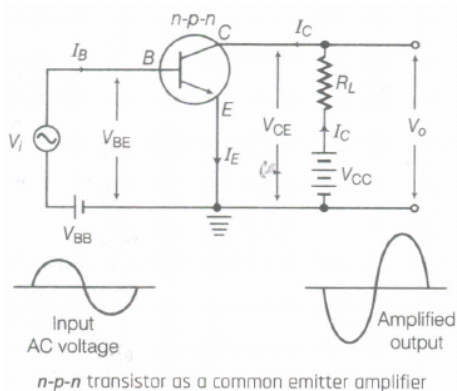 n-p-n
C
I_C
I_B
B
R_L
E
V_i
V_BE
V_CE
I_C
V_o
I_E
V_CC
V_BB
Input
AC voltage
Amplified
output
n-p-n transistor as a common emitter amplifier